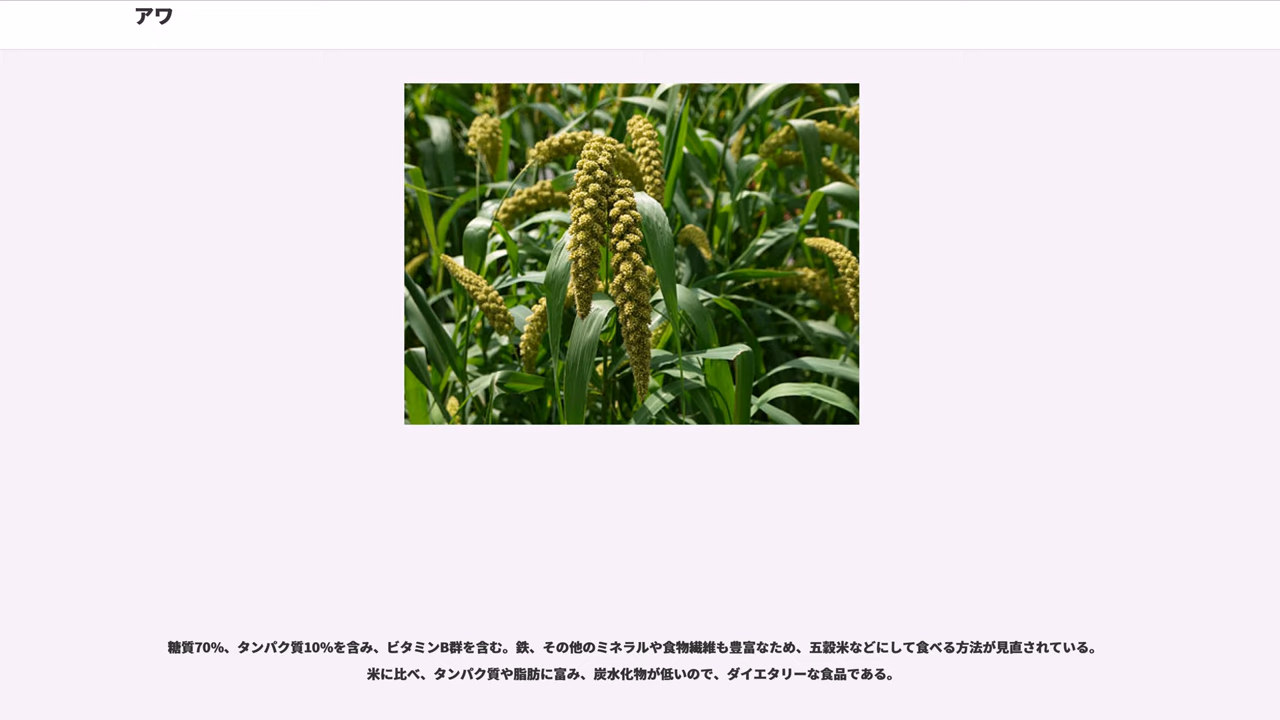 アワ
糖質70%、タンパク質10%を含み、ビタミンB群を含む。鉄、その他のミネラルや食物繊維も豊富なため、五穀米などにして食べる方法が見直されている。
米に比べ、タンパク質や脂肪に富み、炭水化物が低いので、ダイエタリーな食品である。